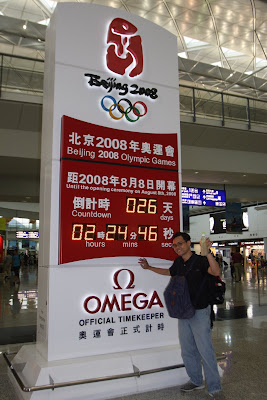 Beijing 2008
北京2008年奧運會
Beijing 2008 Olympic Games
距2008年8月8日開幕
Until the opening ceremony on August 8th, 2008
倒計時 026 天
Countdown days
02 時 24 分 46 秒
hours mins secs
Ω
OMEGA
OFFICIAL TIMEKEEPER
奧運會正式計時